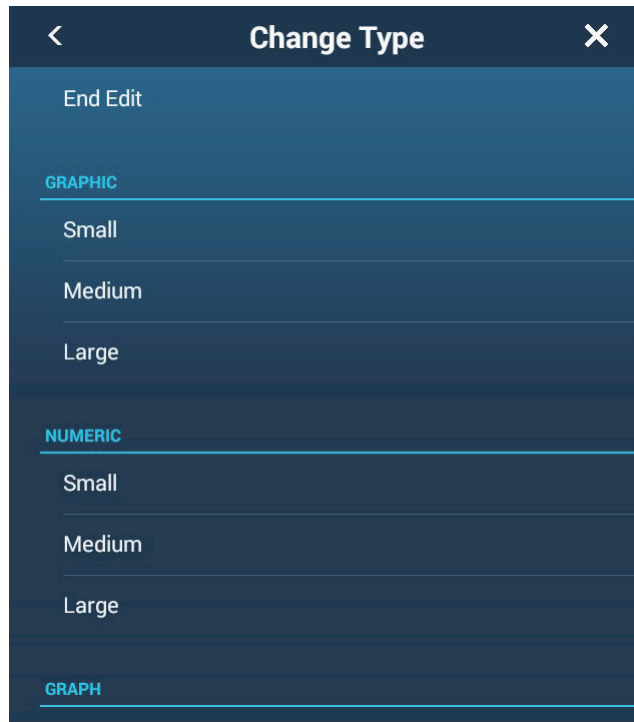 Change Type
End Edit
GRAPHIC
Small
Medium
Large
NUMERIC
Small
Medium
Large
GRAPH